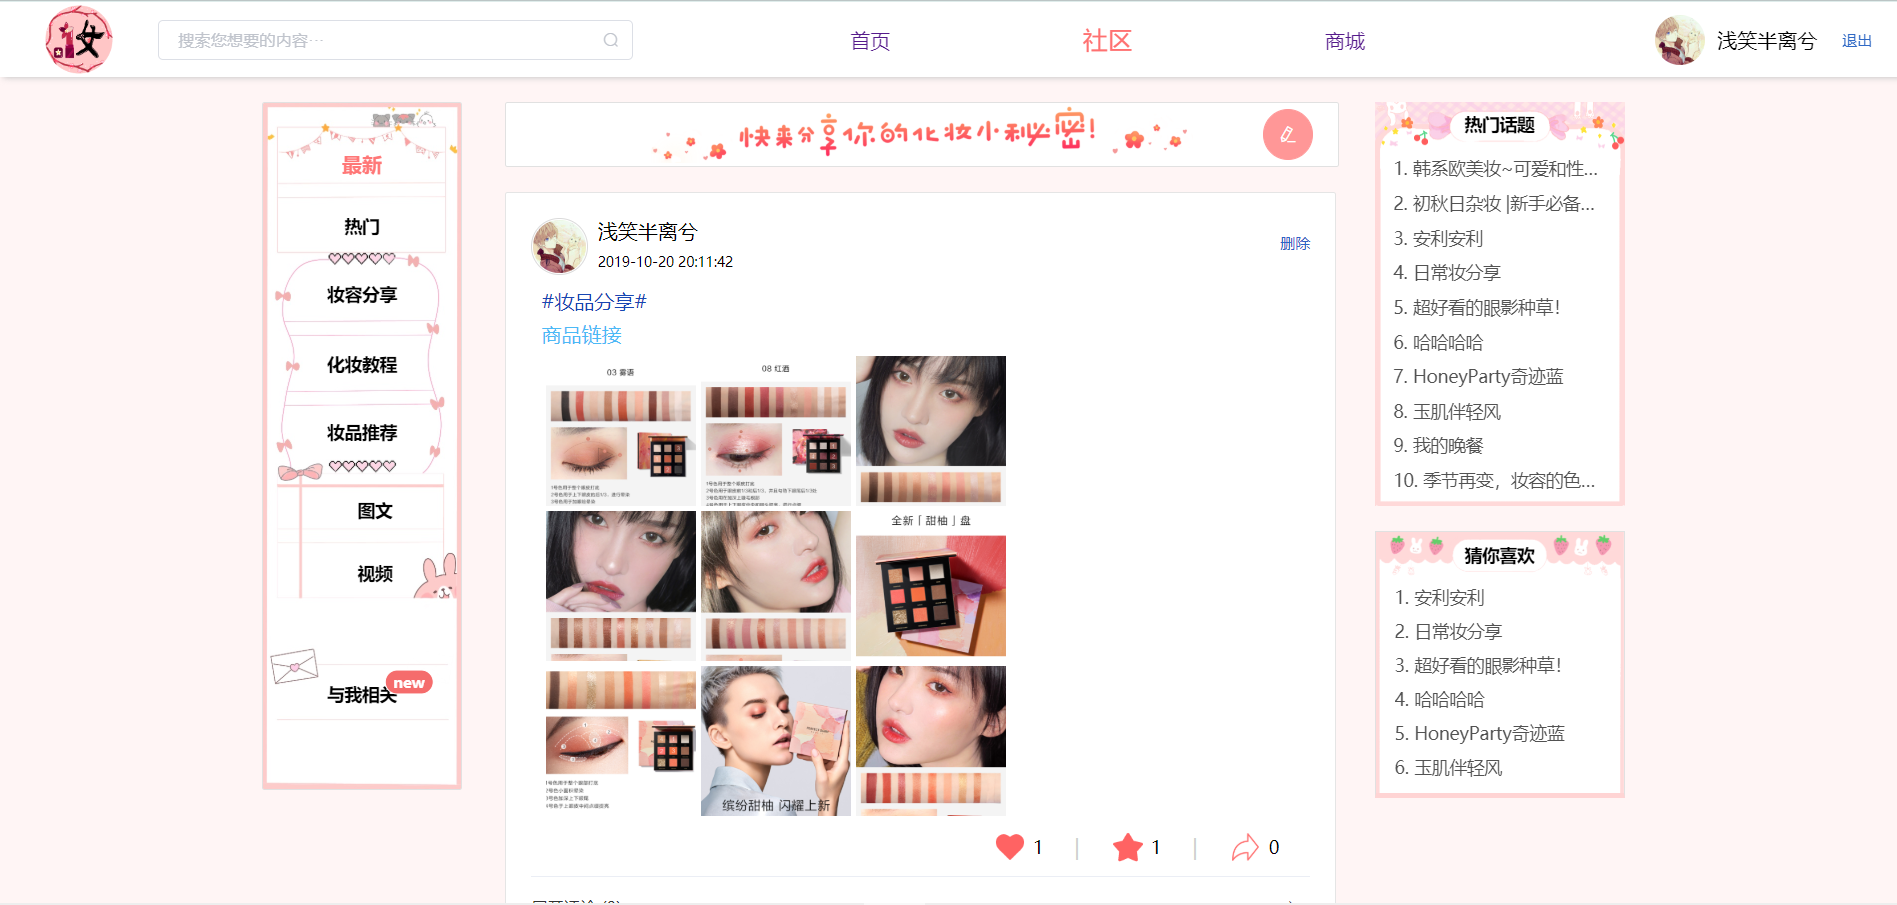 妆
搜索您想要的内容…
首页
社区
商城
浅笑半离兮
退出
最新
热门
妆容分享
化妆教程
妆品推荐
图文
视频
与我相关
new
快来分享你的化妆小秘密!
浅笑半离兮
删除
2019-10-20 20:11:42
#妆品分享#
商品链接
03 雾语
08 红酒
全新「甜柚」盘
缤纷甜柚 闪耀上新
1
1
0
热门话题
1. 韩系欧美妆~可爱和性...
2. 初秋日杂妆 |新手必备...
3. 安利安利
4. 日常妆分享
5. 超好看的眼影种草!
6. 哈哈哈哈
7. HoneyParty奇迹蓝
8. 玉肌伴轻风
9. 我的晚餐
10. 季节再变，妆容的色...
猜你喜欢
1. 安利安利
2. 日常妆分享
3. 超好看的眼影种草!
4. 哈哈哈哈
5. HoneyParty奇迹蓝
6. 玉肌伴轻风